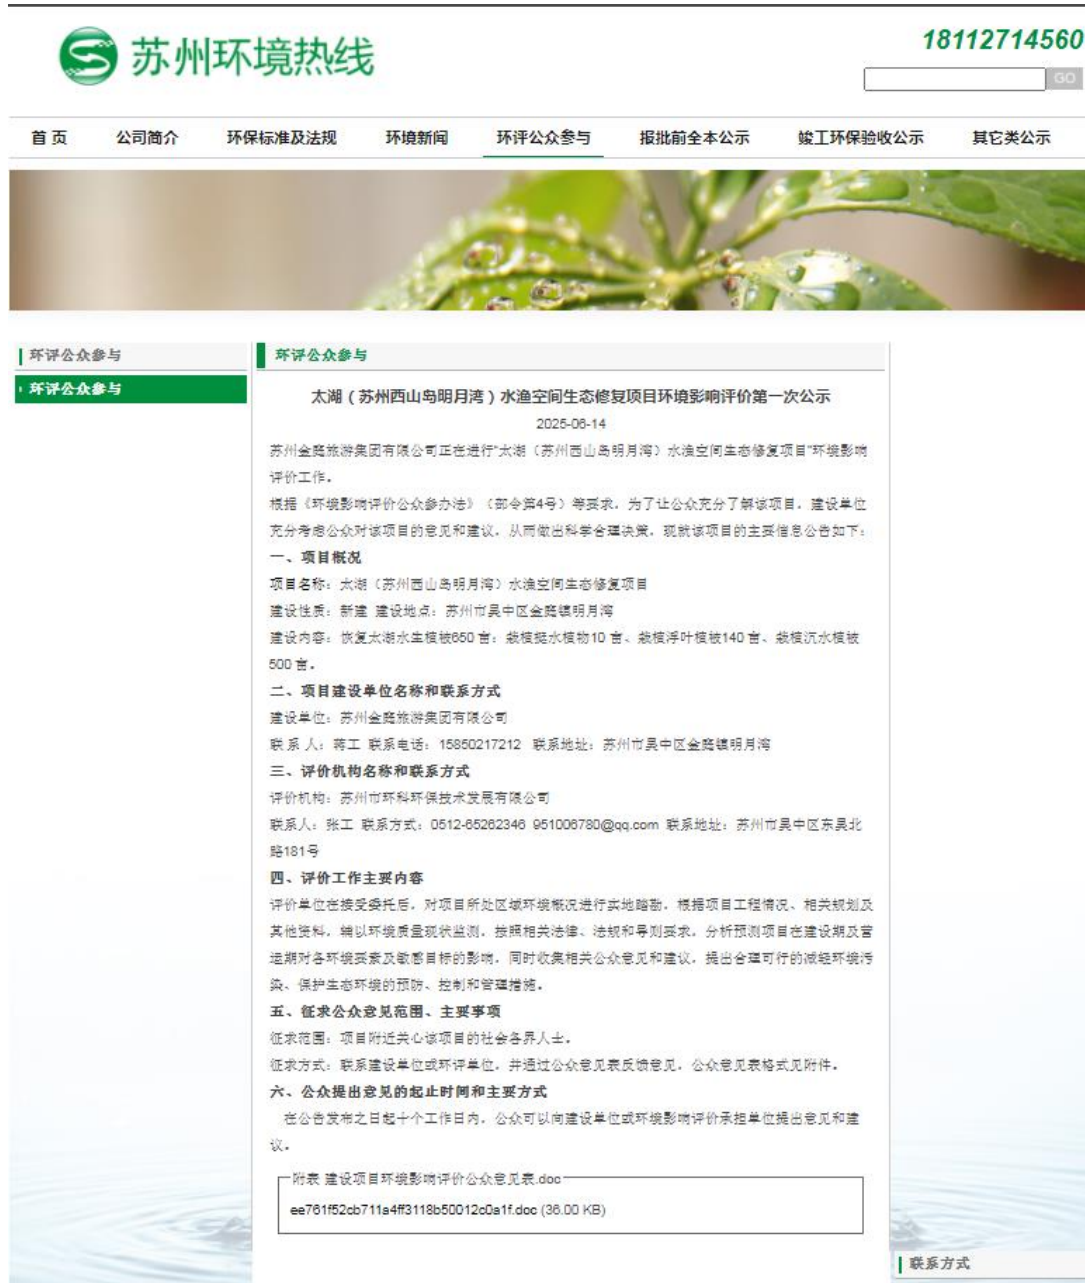 苏州环境热线
18112714560
GO
首 页 公司简介 环保标准及法规 环境新闻 环评公众参与 报批前全本公示 竣工环保验收公示 其它类公示
环评公众参与
环评公众参与
环评公众参与
太湖（苏州西山岛明月湾）水渔空间生态修复项目环境影响评价第一次公示
2025-06-14
苏州金庭旅游集团有限公司正在进行“太湖（苏州西山岛明月湾）水渔空间生态修复项目”环境影响
评价工作。
根据《环境影响评价公众参办法》（部令第4号）等要求，为了让公众充分了解该项目，建设单位
充分考虑公众对该项目的意见和建议，从而做出科学合理决策，现就该项目的主要信息公告如下：
一、项目概况
项目名称：太湖（苏州西山岛明月湾）水渔空间生态修复项目
建设性质：新建 建设地点：苏州市吴中区金庭镇明月湾
建设内容：恢复太湖水生植被650 亩：栽植挺水植物10 亩、栽植浮叶植被140 亩、栽植沉水植被
500 亩。
二、项目建设单位名称和联系方式
建设单位：苏州金庭旅游集团有限公司
联 系 人：蒋工 联系电话：15850217212 联系地址：苏州市吴中区金庭镇明月湾
三、评价机构名称和联系方式
评价机构：苏州市环科环保技术发展有限公司
联系人：张工 联系方式：0512-65262346 951006780@qq.com 联系地址：苏州市吴中区东吴北
路181号
四、评价工作主要内容
评价单位在接受委托后，对项目所处区域环境概况进行实地踏勘，根据项目工程情况、相关规划及
其他资料，辅以环境质量现状监测，按照相关法律、法规和导则要求，分析预测项目在建设期及营
运期对各环境要素及敏感目标的影响，同时收集相关公众意见和建议，提出合理可行的减轻环境污
染、保护生态环境的预防、控制和管理措施。
五、征求公众意见范围、主要事项
征求范围：项目附近关心该项目的社会各界人士。
征求方式：联系建设单位或环评单位，并通过公众意见表反馈意见，公众意见表格式见附件。
六、公众提出意见的起止时间和主要方式
在公告发布之日起十个工作日内，公众可以向建设单位或环境影响评价承担单位提出意见和建
议。
附表 建设项目环境影响评价公众意见表.doc
ee761f52cb711a4ff3118b50012c0a1f.doc (36.00 KB)
联系方式